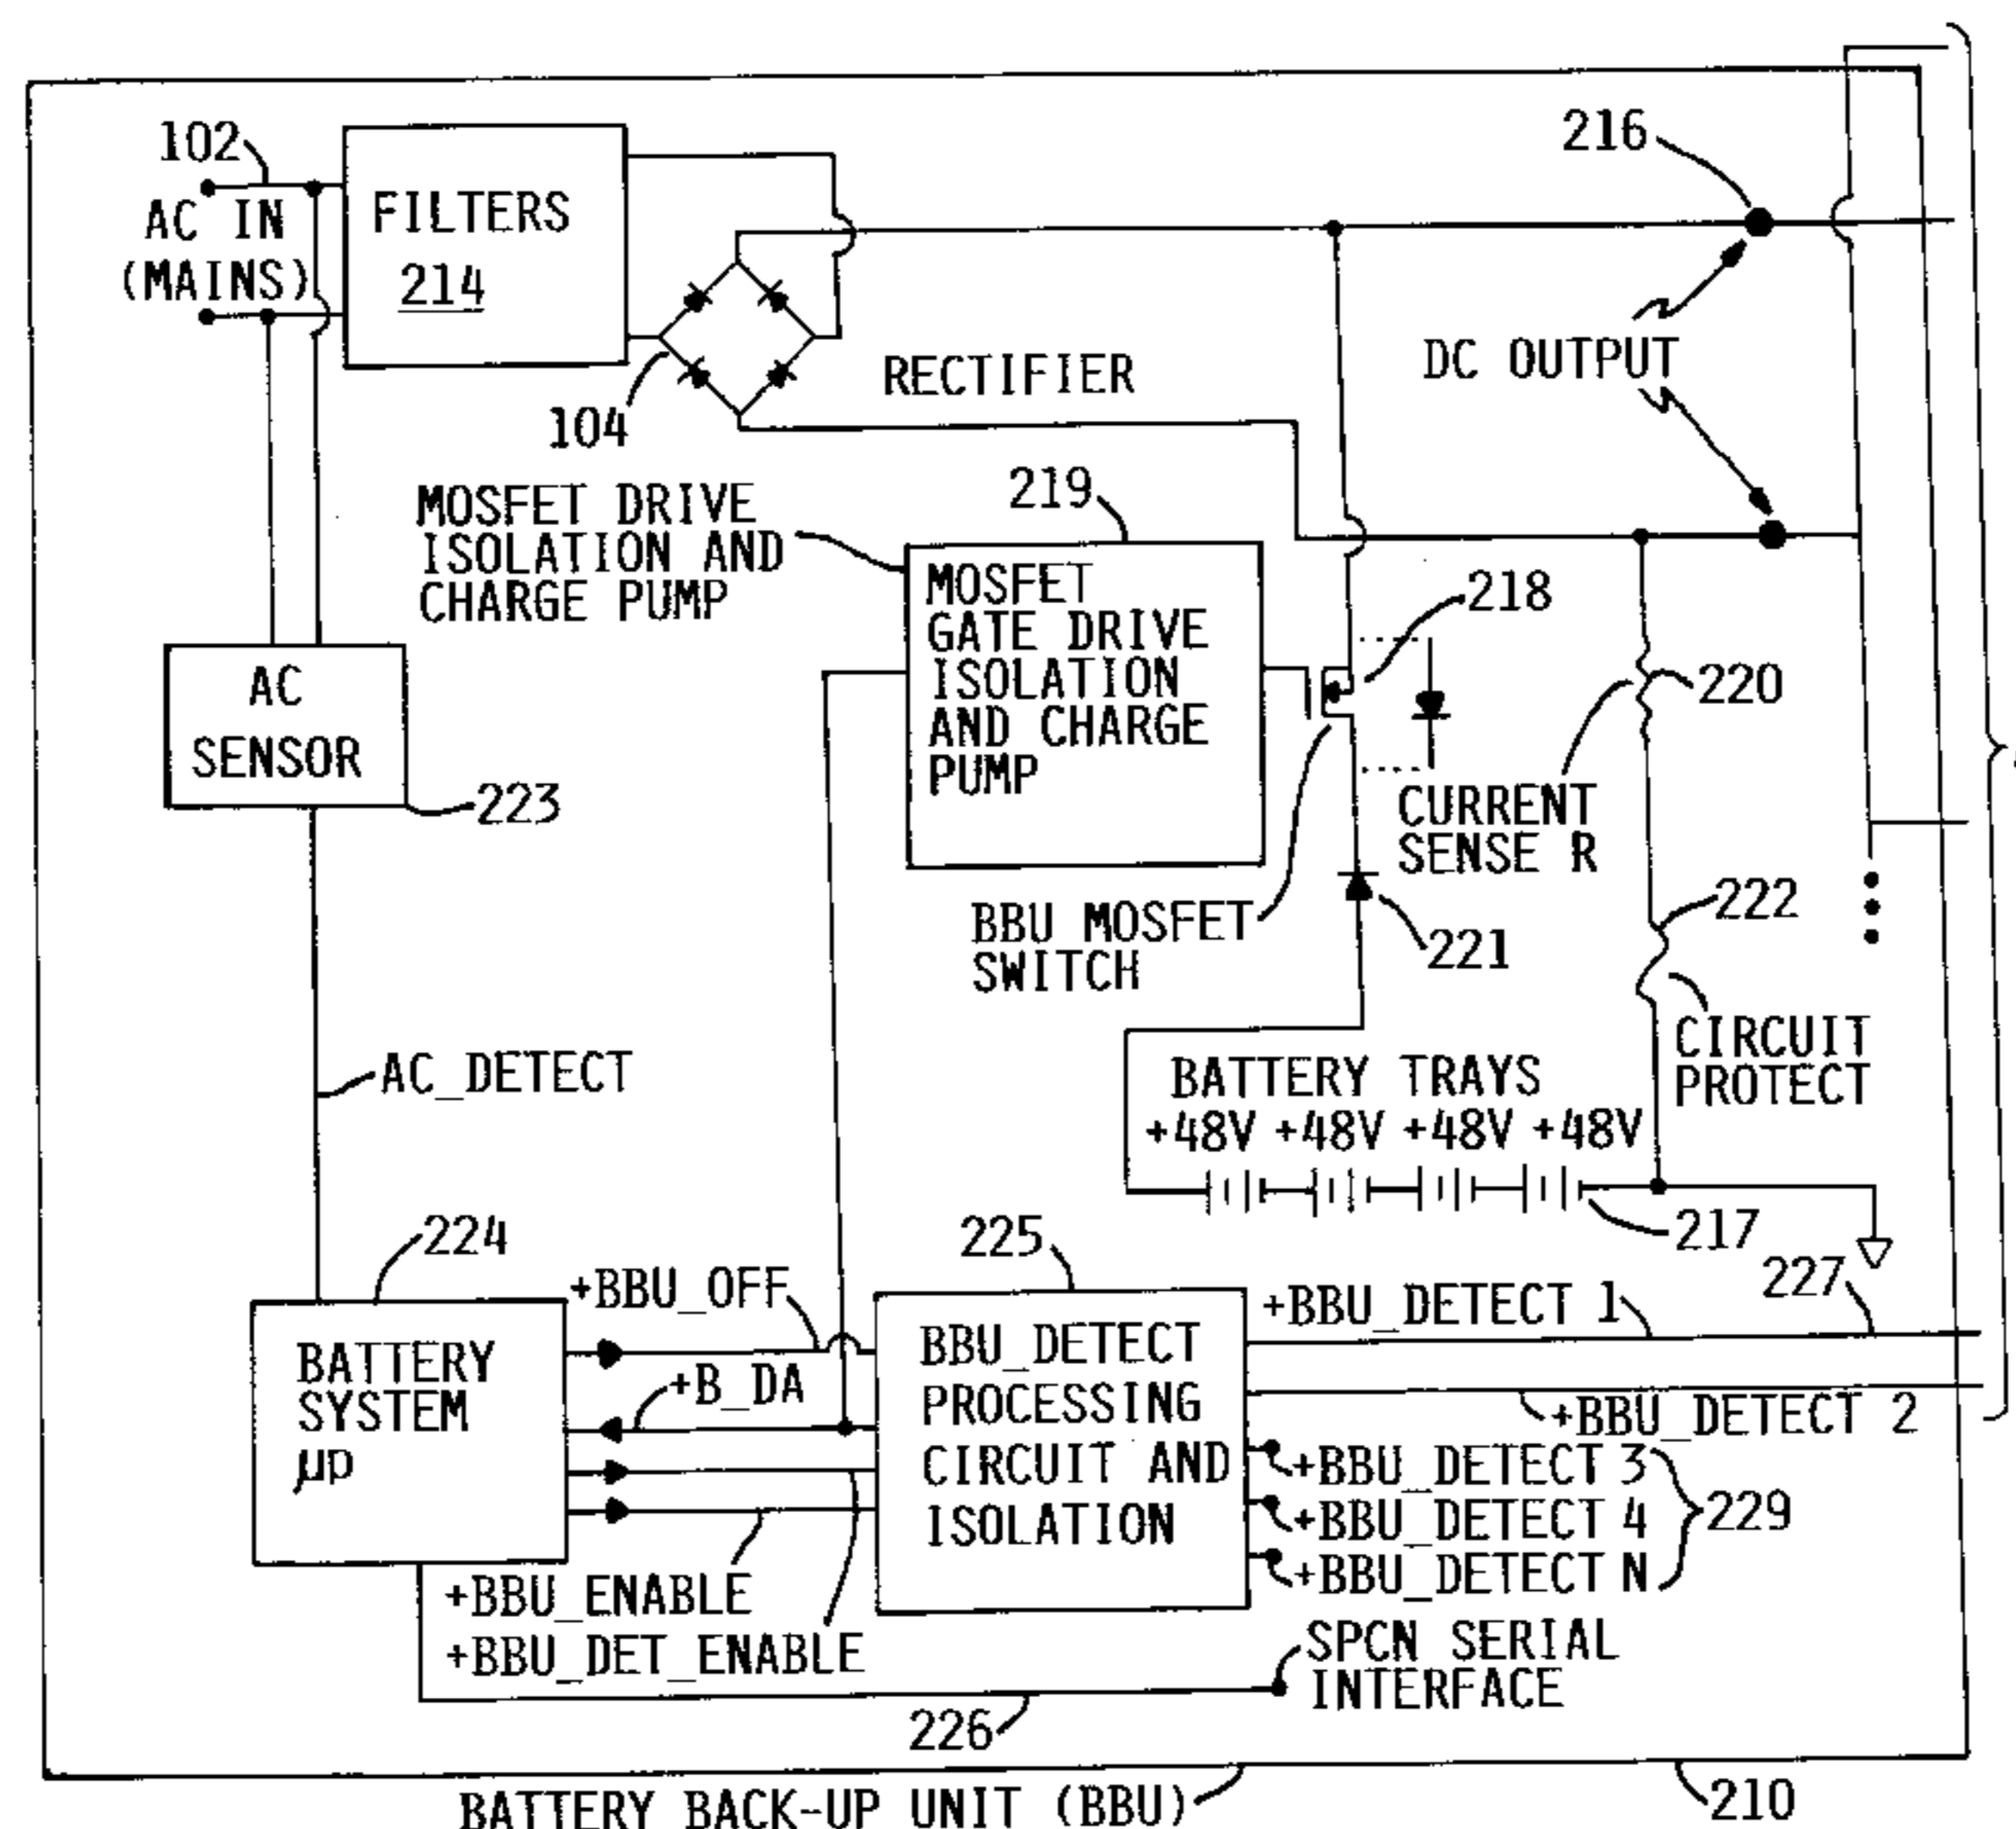 102
AC IN
(MAINS)
FILTERS
214
216
104
RECTIFIER
DC OUTPUT
MOSFET DRIVE
ISOLATION AND
CHARGE PUMP
219
MOSFET
GATE DRIVE
ISOLATION
AND CHARGE
PUMP
218
220
AC
SENSOR
223
CURRENT
SENSE R
BBU MOSFET
SWITCH
221
222
CIRCUIT
PROTECT
AC_DETECT
BATTERY TRAYS
+48V +48V +48V +48V
217
224
225
227
+BBU_OFF
+B_DA
BATTERY
SYSTEM
µp
BBU_DETECT
PROCESSING
CIRCUIT AND
ISOLATION
+BBU_DETECT 1
+BBU_DETECT 2
+BBU_DETECT 3
+BBU_DETECT 4
+BBU_DETECT N
229
+BBU_ENABLE
+BBU_DET_ENABLE
SPCN SERIAL
INTERFACE
226
BATTERY BACK-UP UNIT (BBU)
210